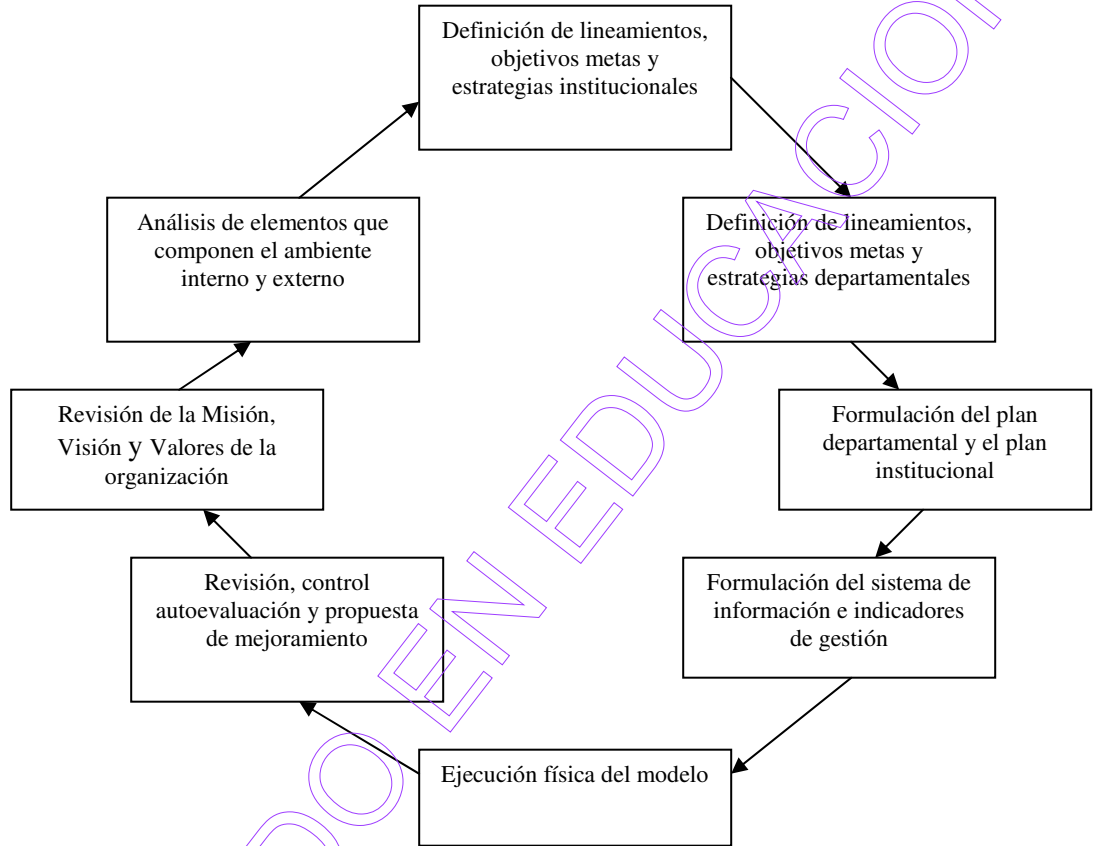 Definición de lineamientos,
objetivos metas y
estrategias institucionales
Análisis de elementos que
componen el ambiente
interno y externo
Definición de lineamientos,
objetivos metas y
estrategias departamentales
Revisión de la Misión,
Visión y Valores de la
organización
Formulación del plan
departamental y el plan
institucional
Revisión, control
autoevaluación y propuesta
de mejoramiento
Formulación del sistema de
información e indicadores
de gestión
Ejecución física del modelo
DO EN EDUCACION